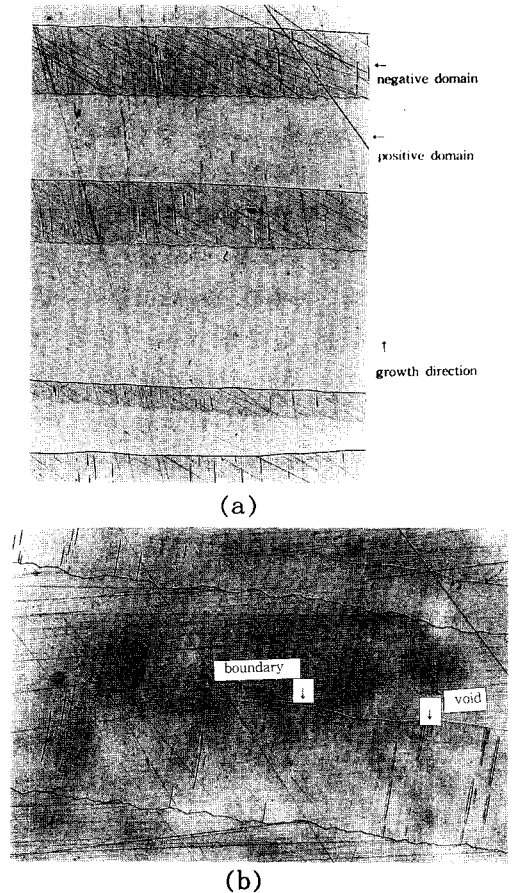 ←
negative domain
←
positive domain
↑
growth direction
(a)
boundary
↓
void
↓
(b)